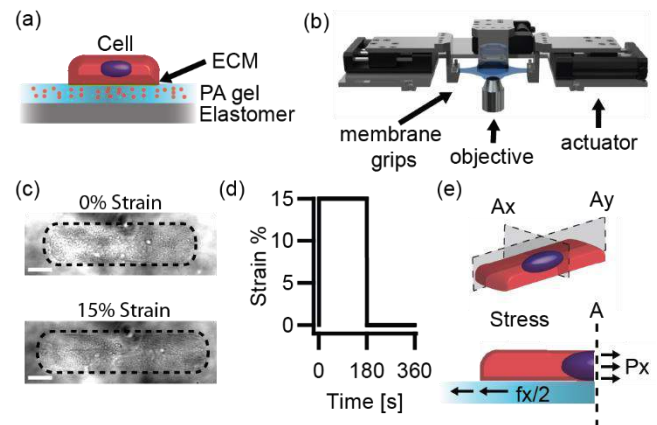 (a)
Cell
ECM
PA gel
Elastomer
(b)
membrane
grips
objective
actuator
(c)
0% Strain
15% Strain
(d)
Strain %
15
10
5
0
0 180 360
Time [s]
(e)
Ax
Ay
Stress
A
Px
fx/2